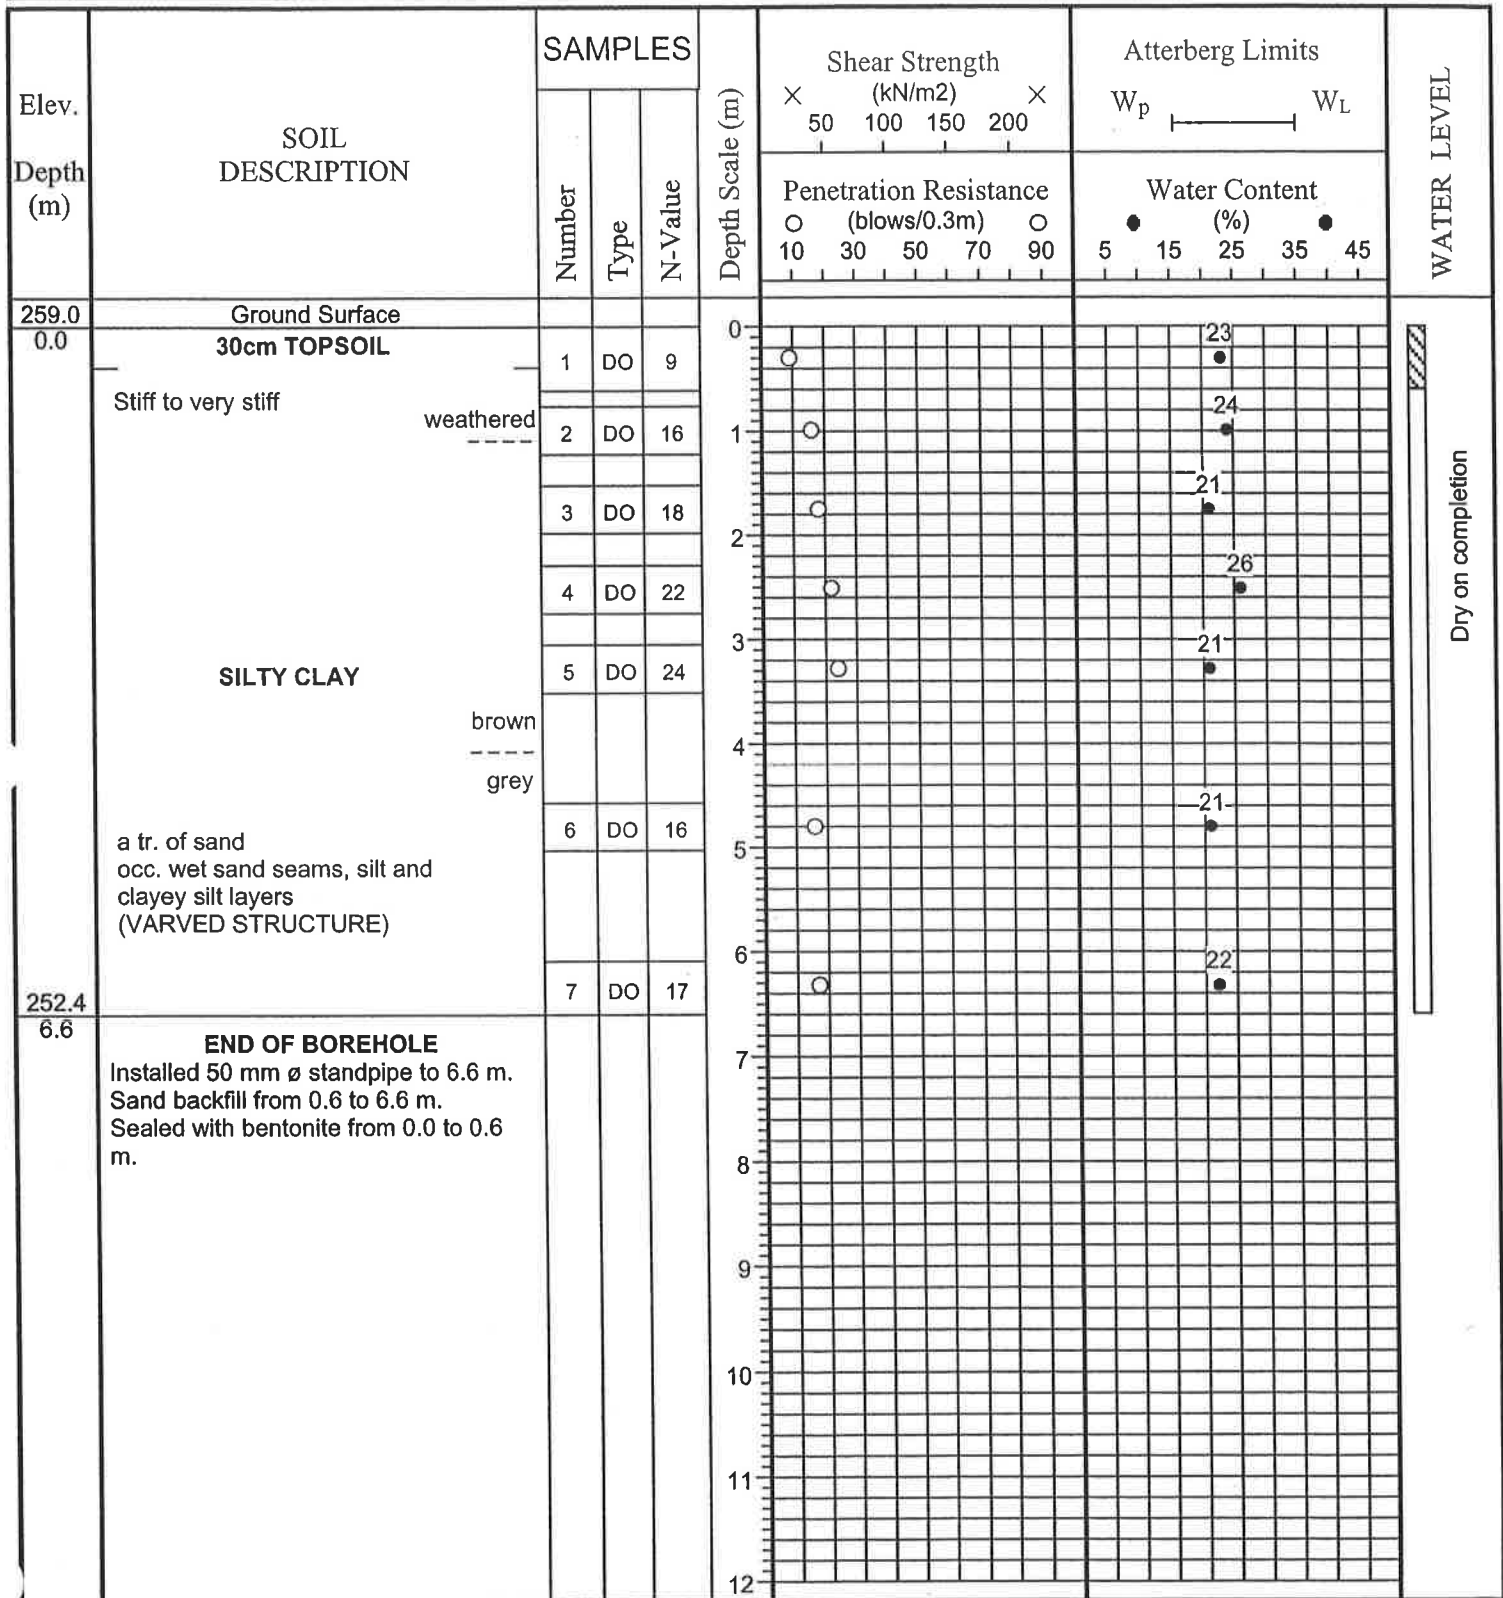 SAMPLES
Elev.
Depth
(m)
SOIL
DESCRIPTION
Number
Type
N-Value
Depth Scale (m)
Shear Strength
× (kN/m2) ×
50 100 150 200
Penetration Resistance
○ (blows/0.3m) ○
10 30 50 70 90
Atterberg Limits
Wp WL
Water Content
● (%) ●
5 15 25 35 45
WATER LEVEL
259.0 Ground Surface
0.0 30cm TOPSOIL
1 DO 9
0
23
Stiff to very stiff
weathered
2 DO 16
1
24
3 DO 18
21
2
4 DO 22
26
Dry on completion
3
21
SILTY CLAY
5 DO 24
brown
4
grey
6 DO 16
21
5
a tr. of sand
occ. wet sand seams, silt and
clayey silt layers
(VARVED STRUCTURE)
6
22
7 DO 17
252.4
6.6
END OF BOREHOLE
Installed 50 mm ø standpipe to 6.6 m.
Sand backfill from 0.6 to 6.6 m.
Sealed with bentonite from 0.0 to 0.6
m.
7
8
9
10
11
12